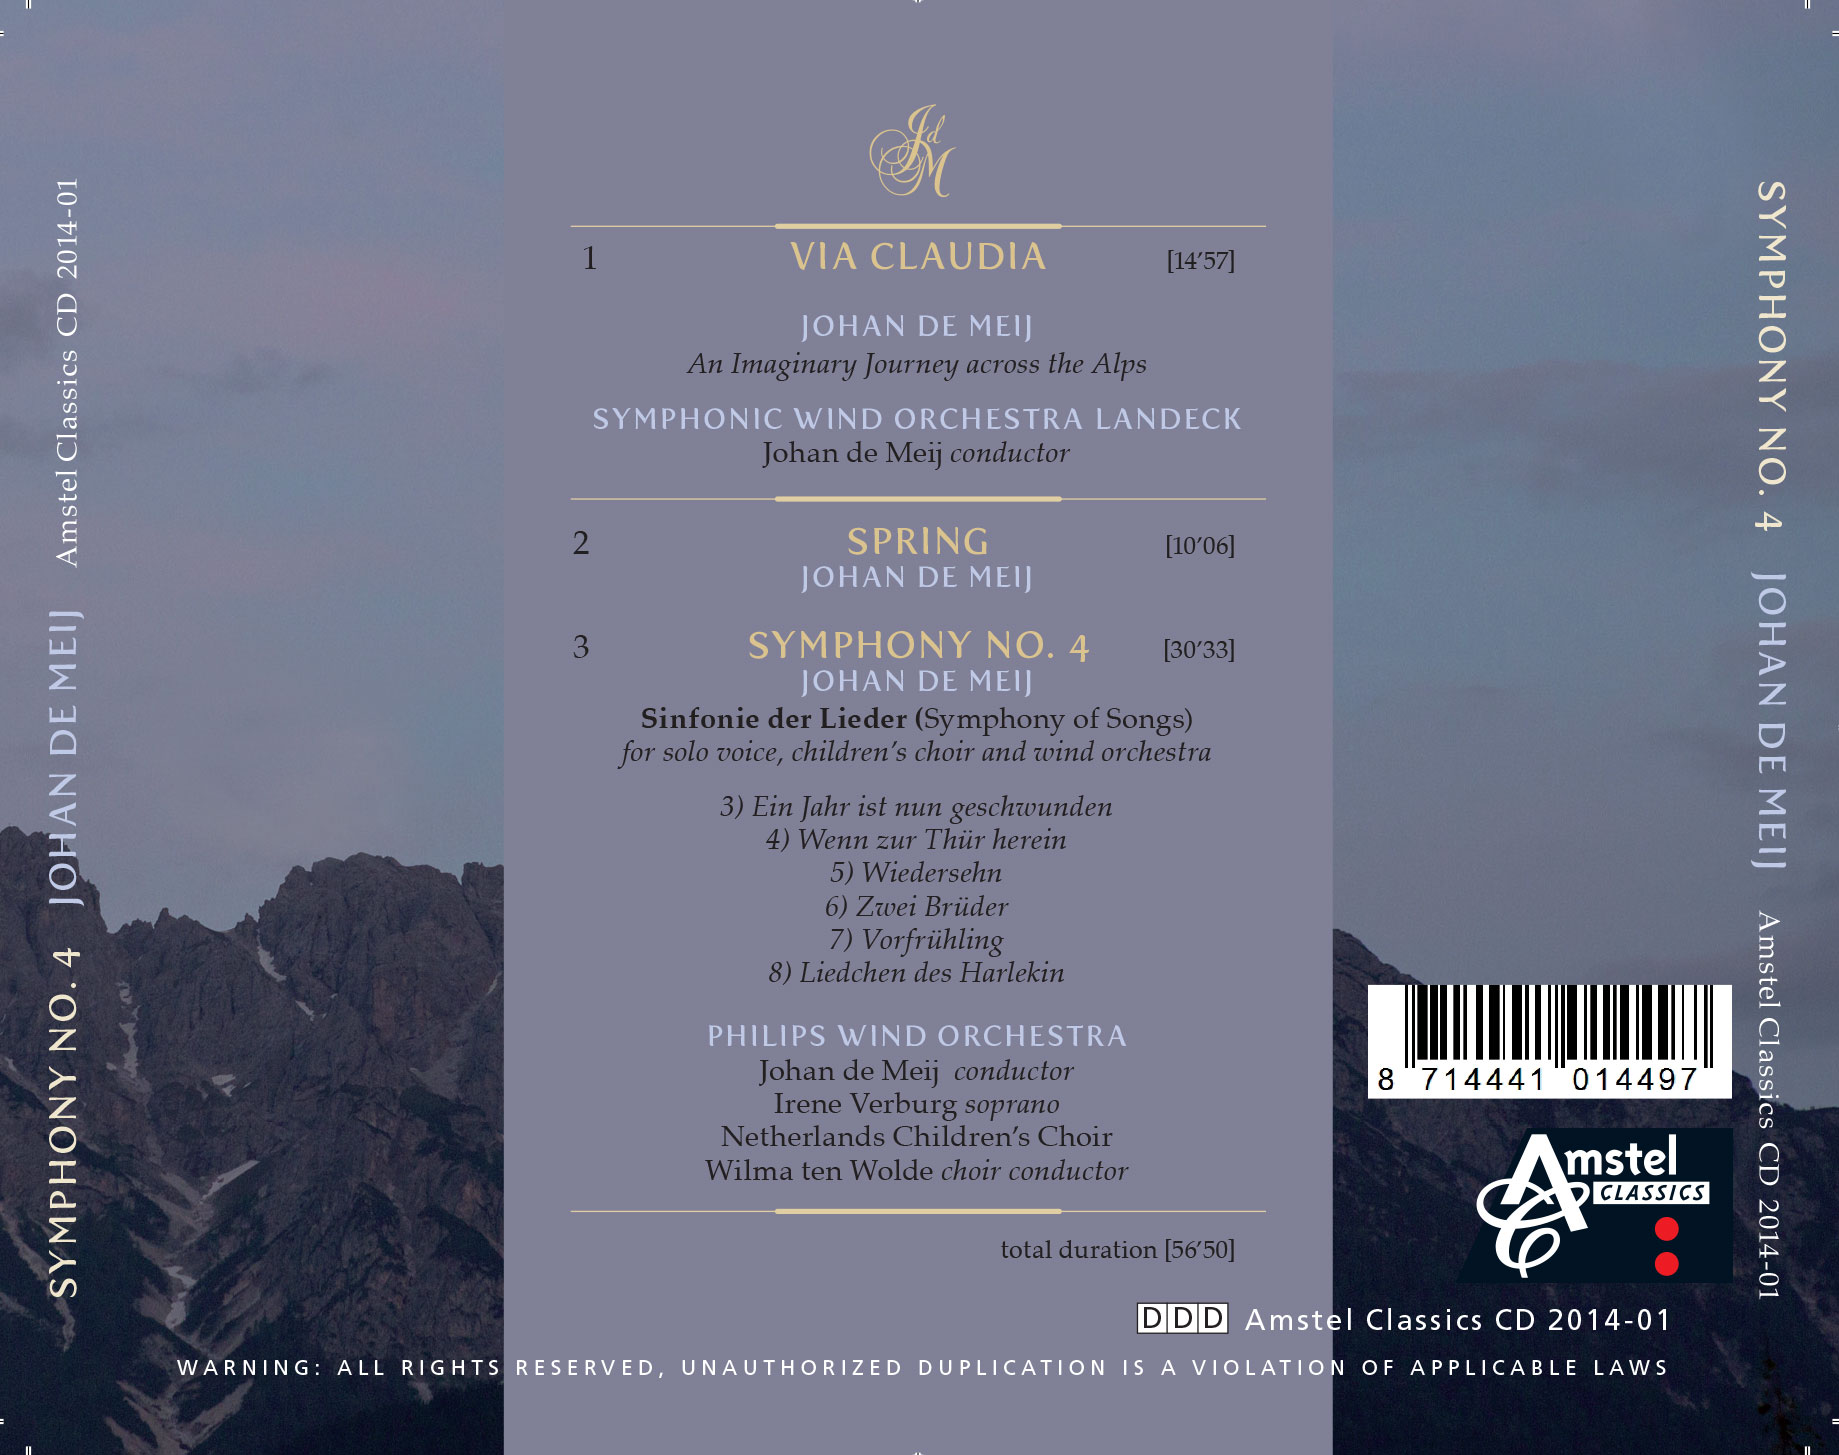 SYMPHONY NO. 4 JOHAN DE MEIJ Amstel Classics CD 2014-01
JdM
1 VIA CLAUDIA [14’57]
JOHAN DE MEIJ
An Imaginary Journey across the Alps
SYMPHONIC WIND ORCHESTRA LANDECK
Johan de Meij conductor
2 SPRING [10’06]
JOHAN DE MEIJ
3 SYMPHONY NO. 4 [30’33]
JOHAN DE MEIJ
Sinfonie der Lieder (Symphony of Songs)
for solo voice, children’s choir and wind orchestra
3) Ein Jahr ist nun geschwunden
4) Wenn zur Thür herein
5) Wiedersehn
6) Zwei Brüder
7) Vorfrühling
8) Liedchen des Harlekin
PHILIPS WIND ORCHESTRA
Johan de Meij conductor
Irene Verburg soprano
Netherlands Children’s Choir
Wilma ten Wolde choir conductor
total duration [56’50]
8 714441 014497
Amstel
CLASSICS
DDD Amstel Classics CD 2014-01
WARNING: ALL RIGHTS RESERVED, UNAUTHORIZED DUPLICATION IS A VIOLATION OF APPLICABLE LAWS
SYMPHONY NO. 4 JOHAN DE MEIJ Amstel Classics CD 2014-01